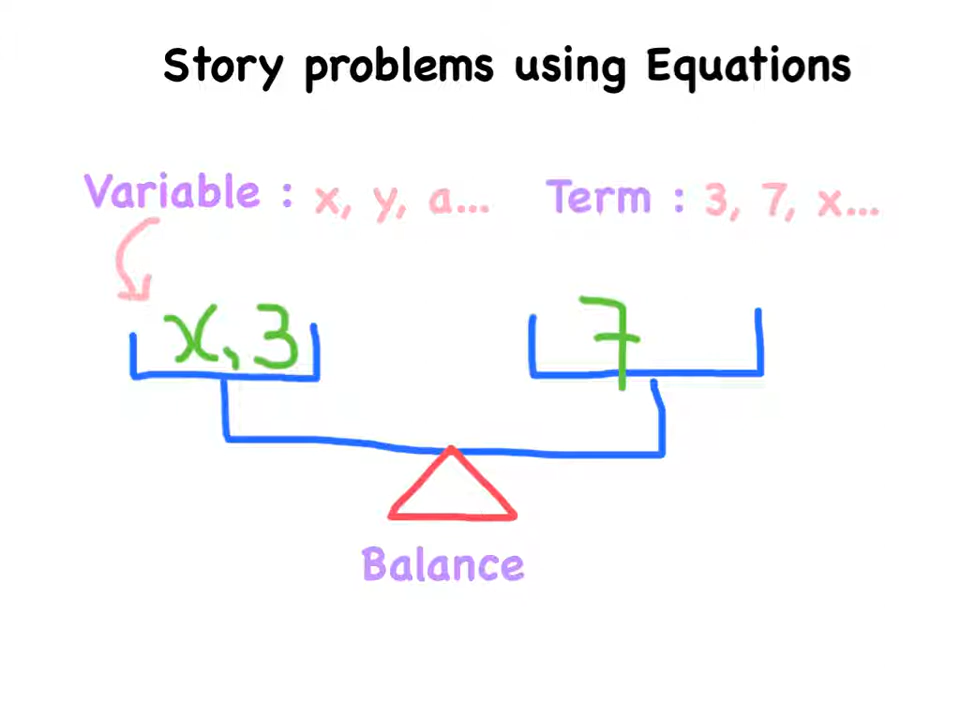 Story problems using Equations
Variable : x, y, a...
Term : 3, 7, x...
x, 3
7
Balance